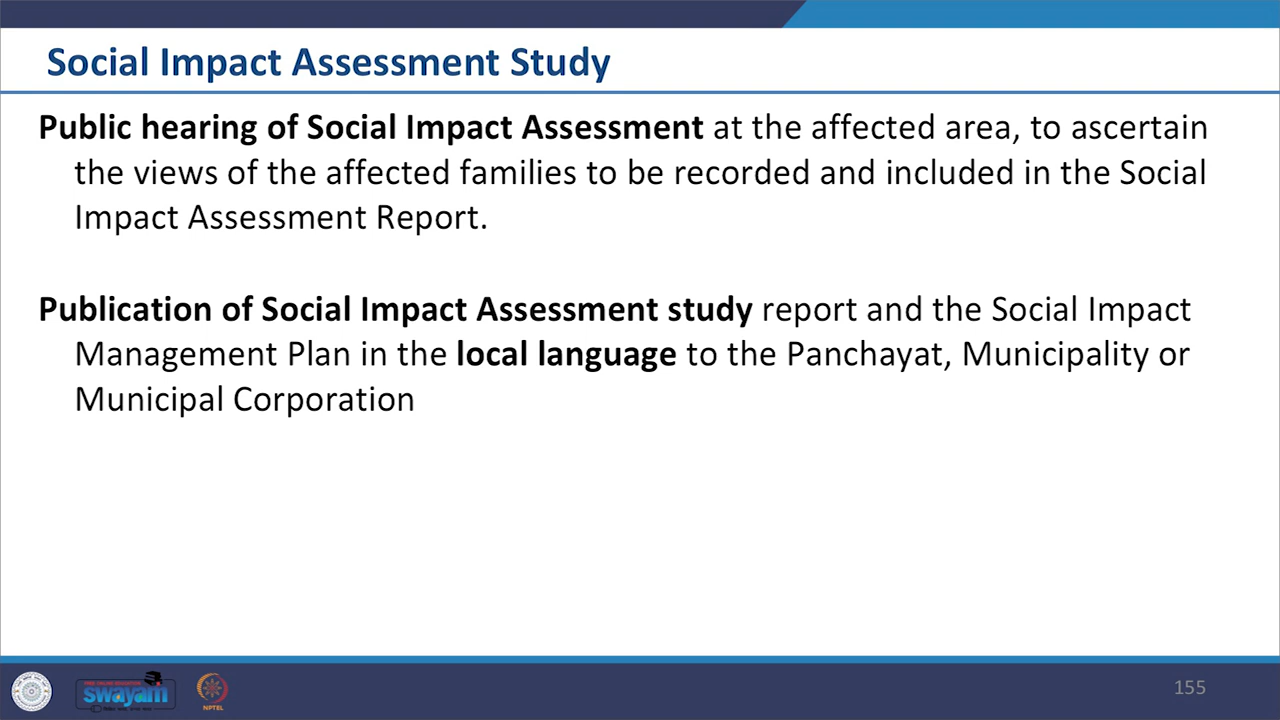 Social Impact Assessment Study
Public hearing of Social Impact Assessment at the affected area, to ascertain
the views of the affected families to be recorded and included in the Social
Impact Assessment Report.
Publication of Social Impact Assessment study report and the Social Impact
Management Plan in the local language to the Panchayat, Municipality or
Municipal Corporation
swayam
NPTEL
155